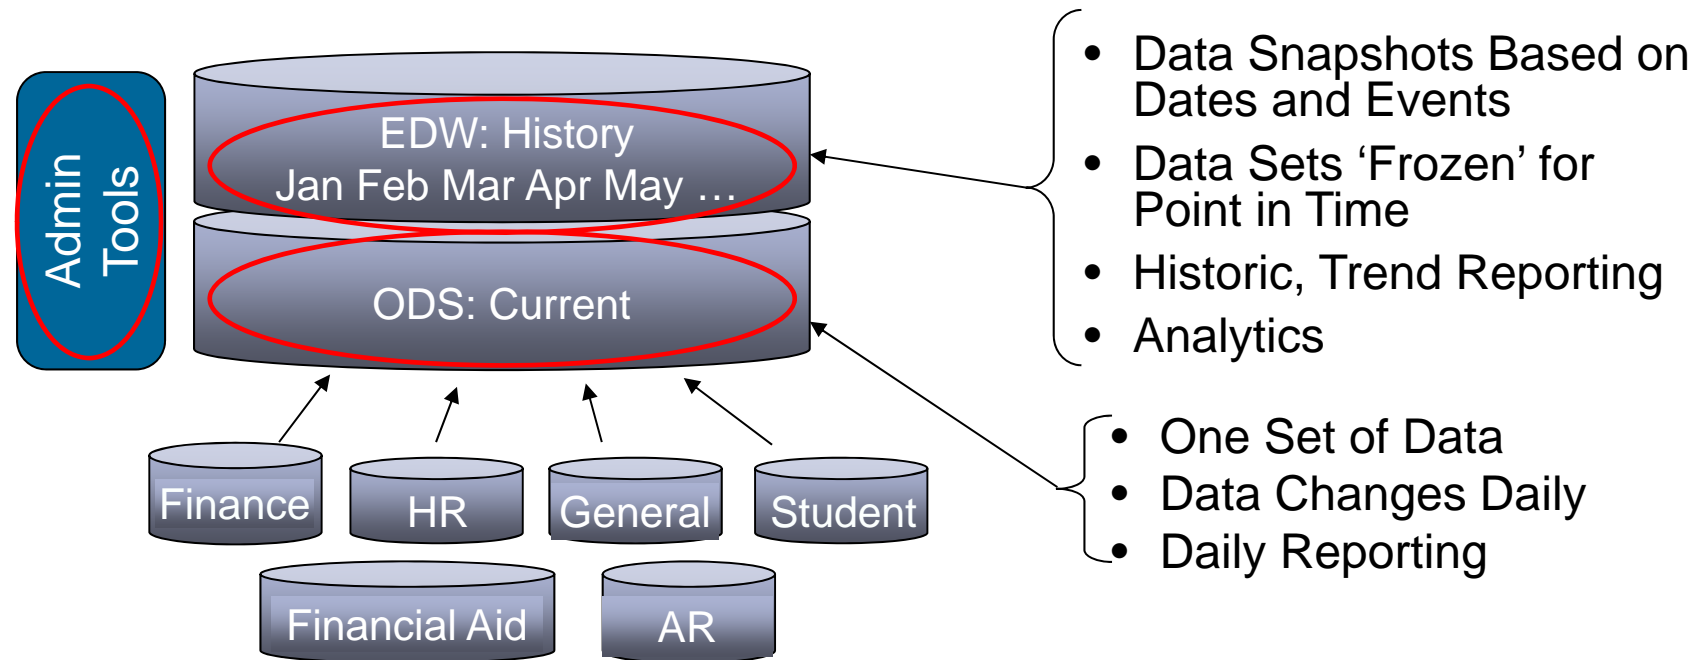 Admin
Tools
EDW: History
Jan Feb Mar Apr May …
ODS: Current
Finance
HR
General
Student
Financial Aid
AR
• Data Snapshots Based on
Dates and Events
• Data Sets ‘Frozen’ for
Point in Time
• Historic, Trend Reporting
• Analytics
• One Set of Data
• Data Changes Daily
• Daily Reporting